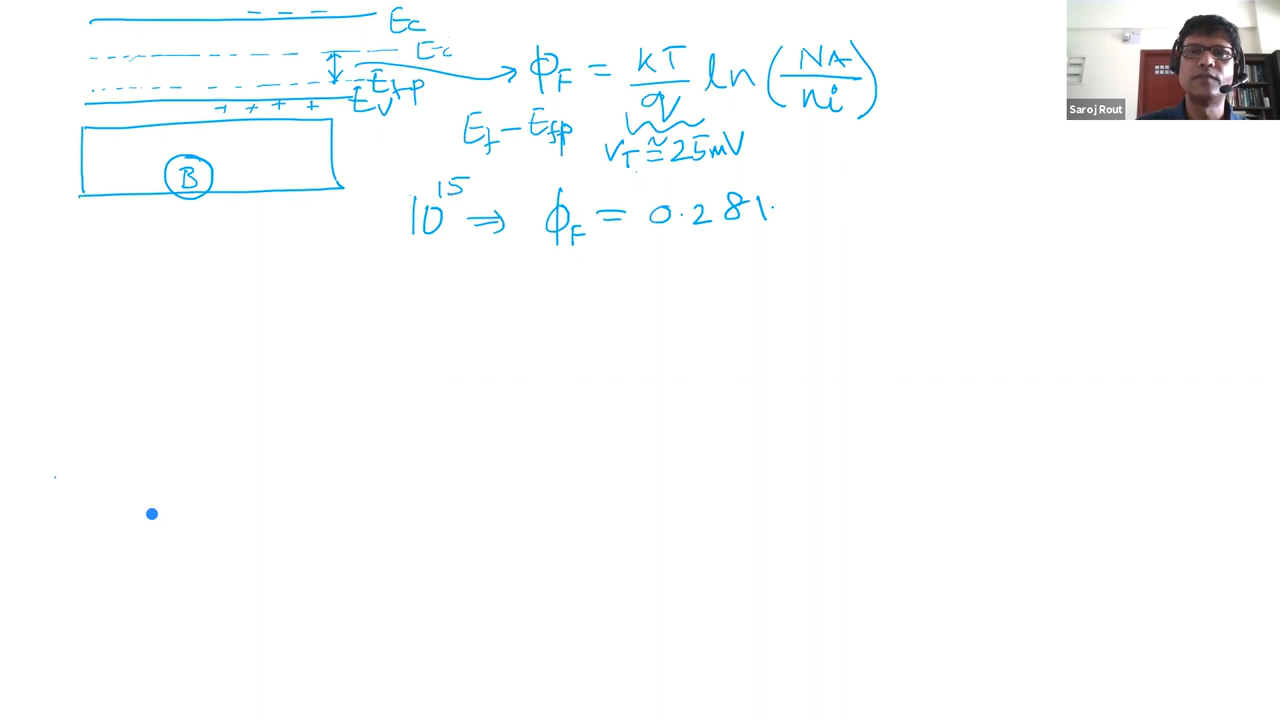 Ec
Ei
Efp
Ev
ϕF = kT/q ln(NA/ni)
Ef - Efp
VT ≅ 25mV
B
10^15 ⇒ ϕF = 0.281
Saroj Rout